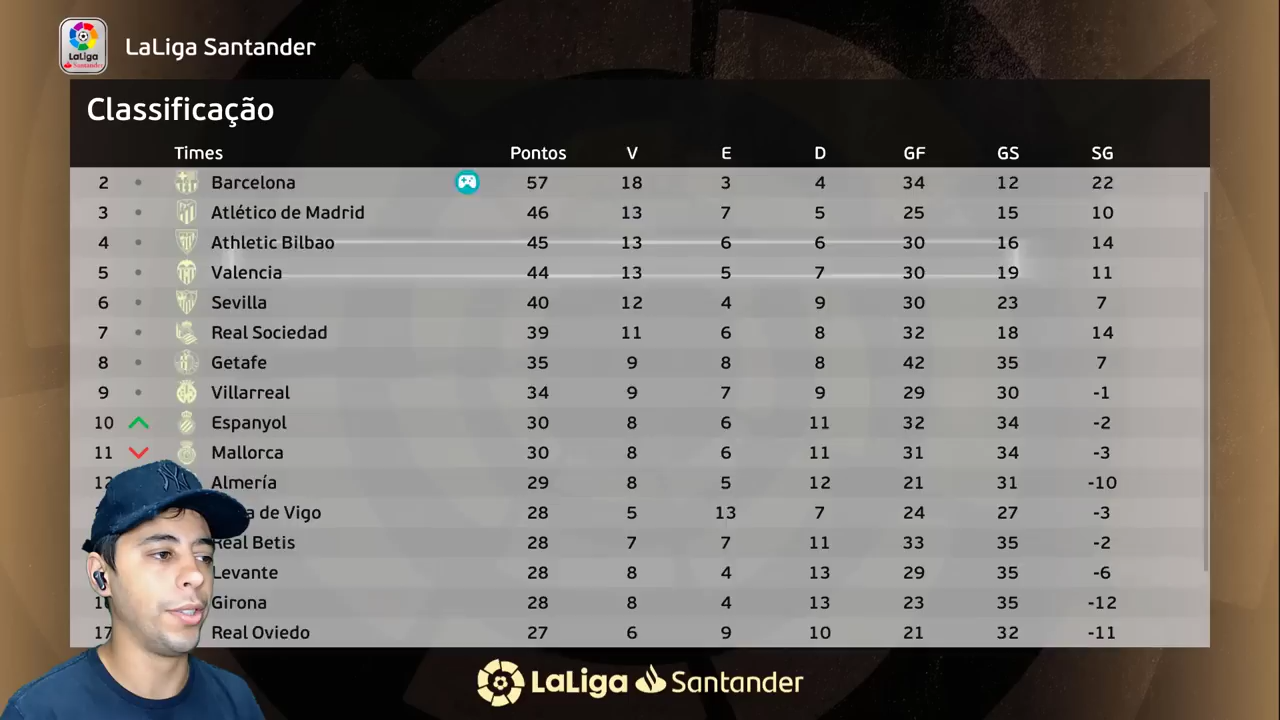 LaLiga Santander
Classificação
Times Pontos V E D GF GS SG
2 Barcelona 57 18 3 4 34 12 22
3 Atlético de Madrid 46 13 7 5 25 15 10
4 Athletic Bilbao 45 13 6 6 30 16 14
5 Valencia 44 13 5 7 30 19 11
6 Sevilla 40 12 4 9 30 23 7
7 Real Sociedad 39 11 6 8 32 18 14
8 Getafe 35 9 8 8 42 35 7
9 Villarreal 34 9 7 9 29 30 -1
10 Espanyol 30 8 6 11 32 34 -2
11 Mallorca 30 8 6 11 31 34 -3
Almería 29 8 5 12 21 31 -10
de Vigo 28 5 13 7 24 27 -3
Real Betis 28 7 7 11 33 35 -2
Levante 28 8 4 13 29 35 -6
Girona 28 8 4 13 23 35 -12
17 Real Oviedo 27 6 9 10 21 32 -11
LaLiga Santander